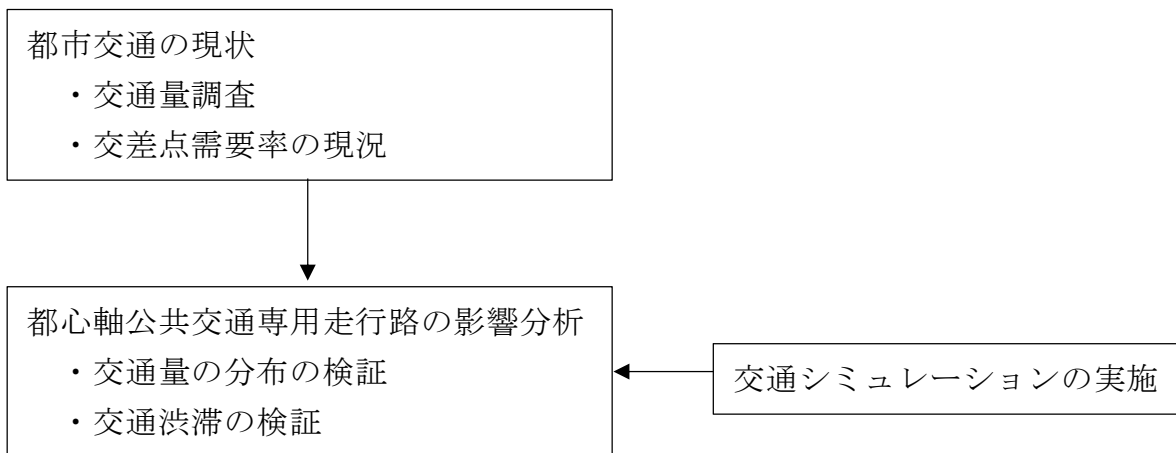 都市交通の現状
・交通量調査
・交差点需要率の現況
都心軸公共交通専用走行路の影響分析
・交通量の分布の検証
・交通渋滞の検証
交通シミュレーションの実施